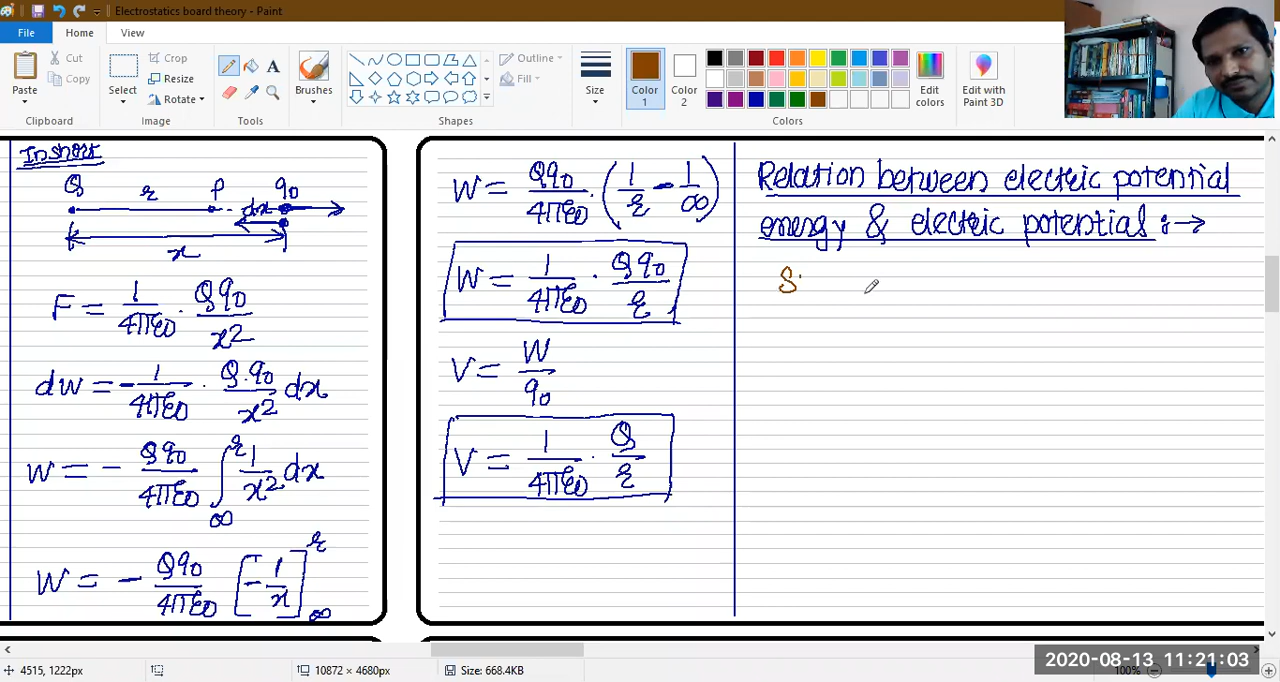 Electrostatics board theory - Paint
File Home View
Paste
Cut
Copy
Clipboard
Select
Crop
Resize
Rotate
Image
Tools
Brushes
Shapes
Outline
Fill
Size
Color 1
Color 2
Edit colors
Edit with Paint 3D
Colors
In short
Q r P dx q0
x
F = 1/4πε0 · Qq0/x2
dw = - 1/4πε0 · Q.q0/x2 dx
W = - Qq0/4πε0 ∫∞^r 1/x2 dx
W = - Qq0/4πε0 [-1/x]∞^r
W = Qq0/4πε0 · (1/r - 1/∞)
W = 1/4πε0 · Qq0/r
V = W/q0
V = 1/4πε0 · Q/r
Relation between electric potential
energy & electric potential :→
S
4515, 1222px
10872 × 4680px
Size: 668.4KB
100%
2020-08-13 11:21:03